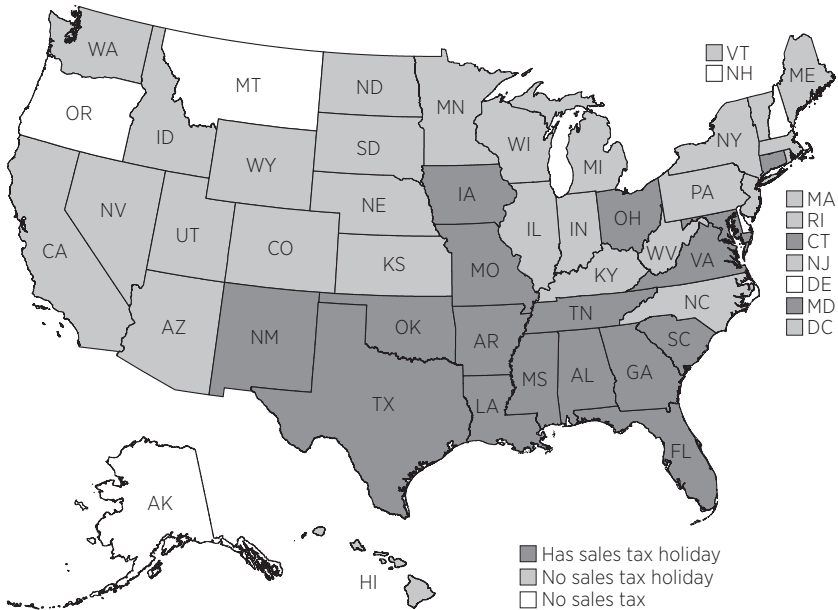 WA
MT
ND
MN
VT
NH
ME
OR
ID
SD
WI
MI
NY
WY
NV
UT
CO
NE
IA
IL
IN
OH
PA
MA
RI
CT
NJ
DE
MD
DC
CA
KS
MO
KY
WV
VA
AZ
NM
OK
AR
TN
NC
SC
TX
LA
MS
AL
GA
FL
AK
HI
Has sales tax holiday
No sales tax holiday
No sales tax